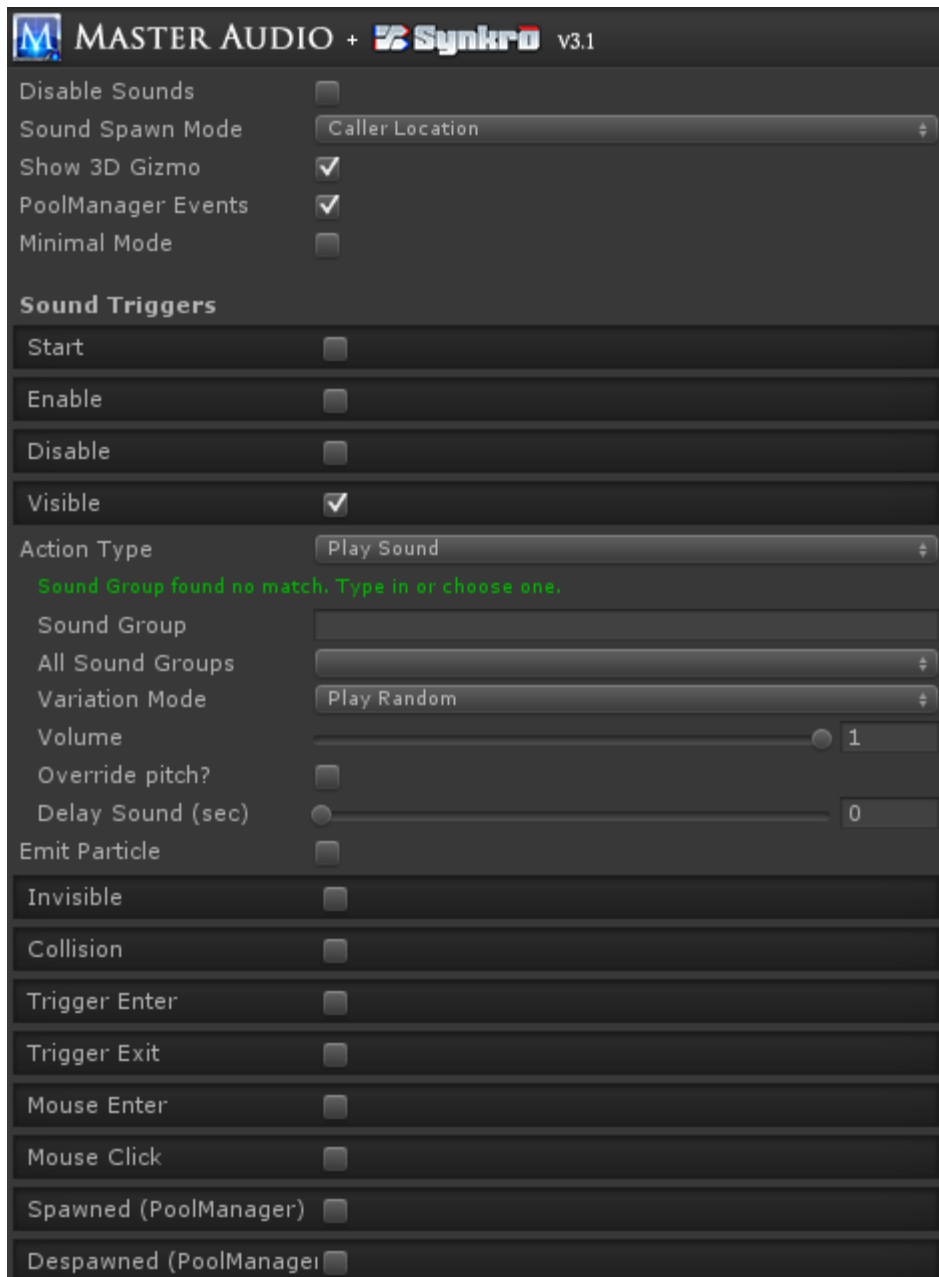 M MASTER AUDIO + Synkro v3.1
Disable Sounds
Sound Spawn Mode Caller Location
Show 3D Gizmo
PoolManager Events
Minimal Mode
Sound Triggers
Start
Enable
Disable
Visible
Action Type Play Sound
Sound Group found no match. Type in or choose one.
Sound Group
All Sound Groups
Variation Mode Play Random
Volume 1
Override pitch?
Delay Sound (sec) 0
Emit Particle
Invisible
Collision
Trigger Enter
Trigger Exit
Mouse Enter
Mouse Click
Spawned (PoolManager)
Despawned (PoolManager